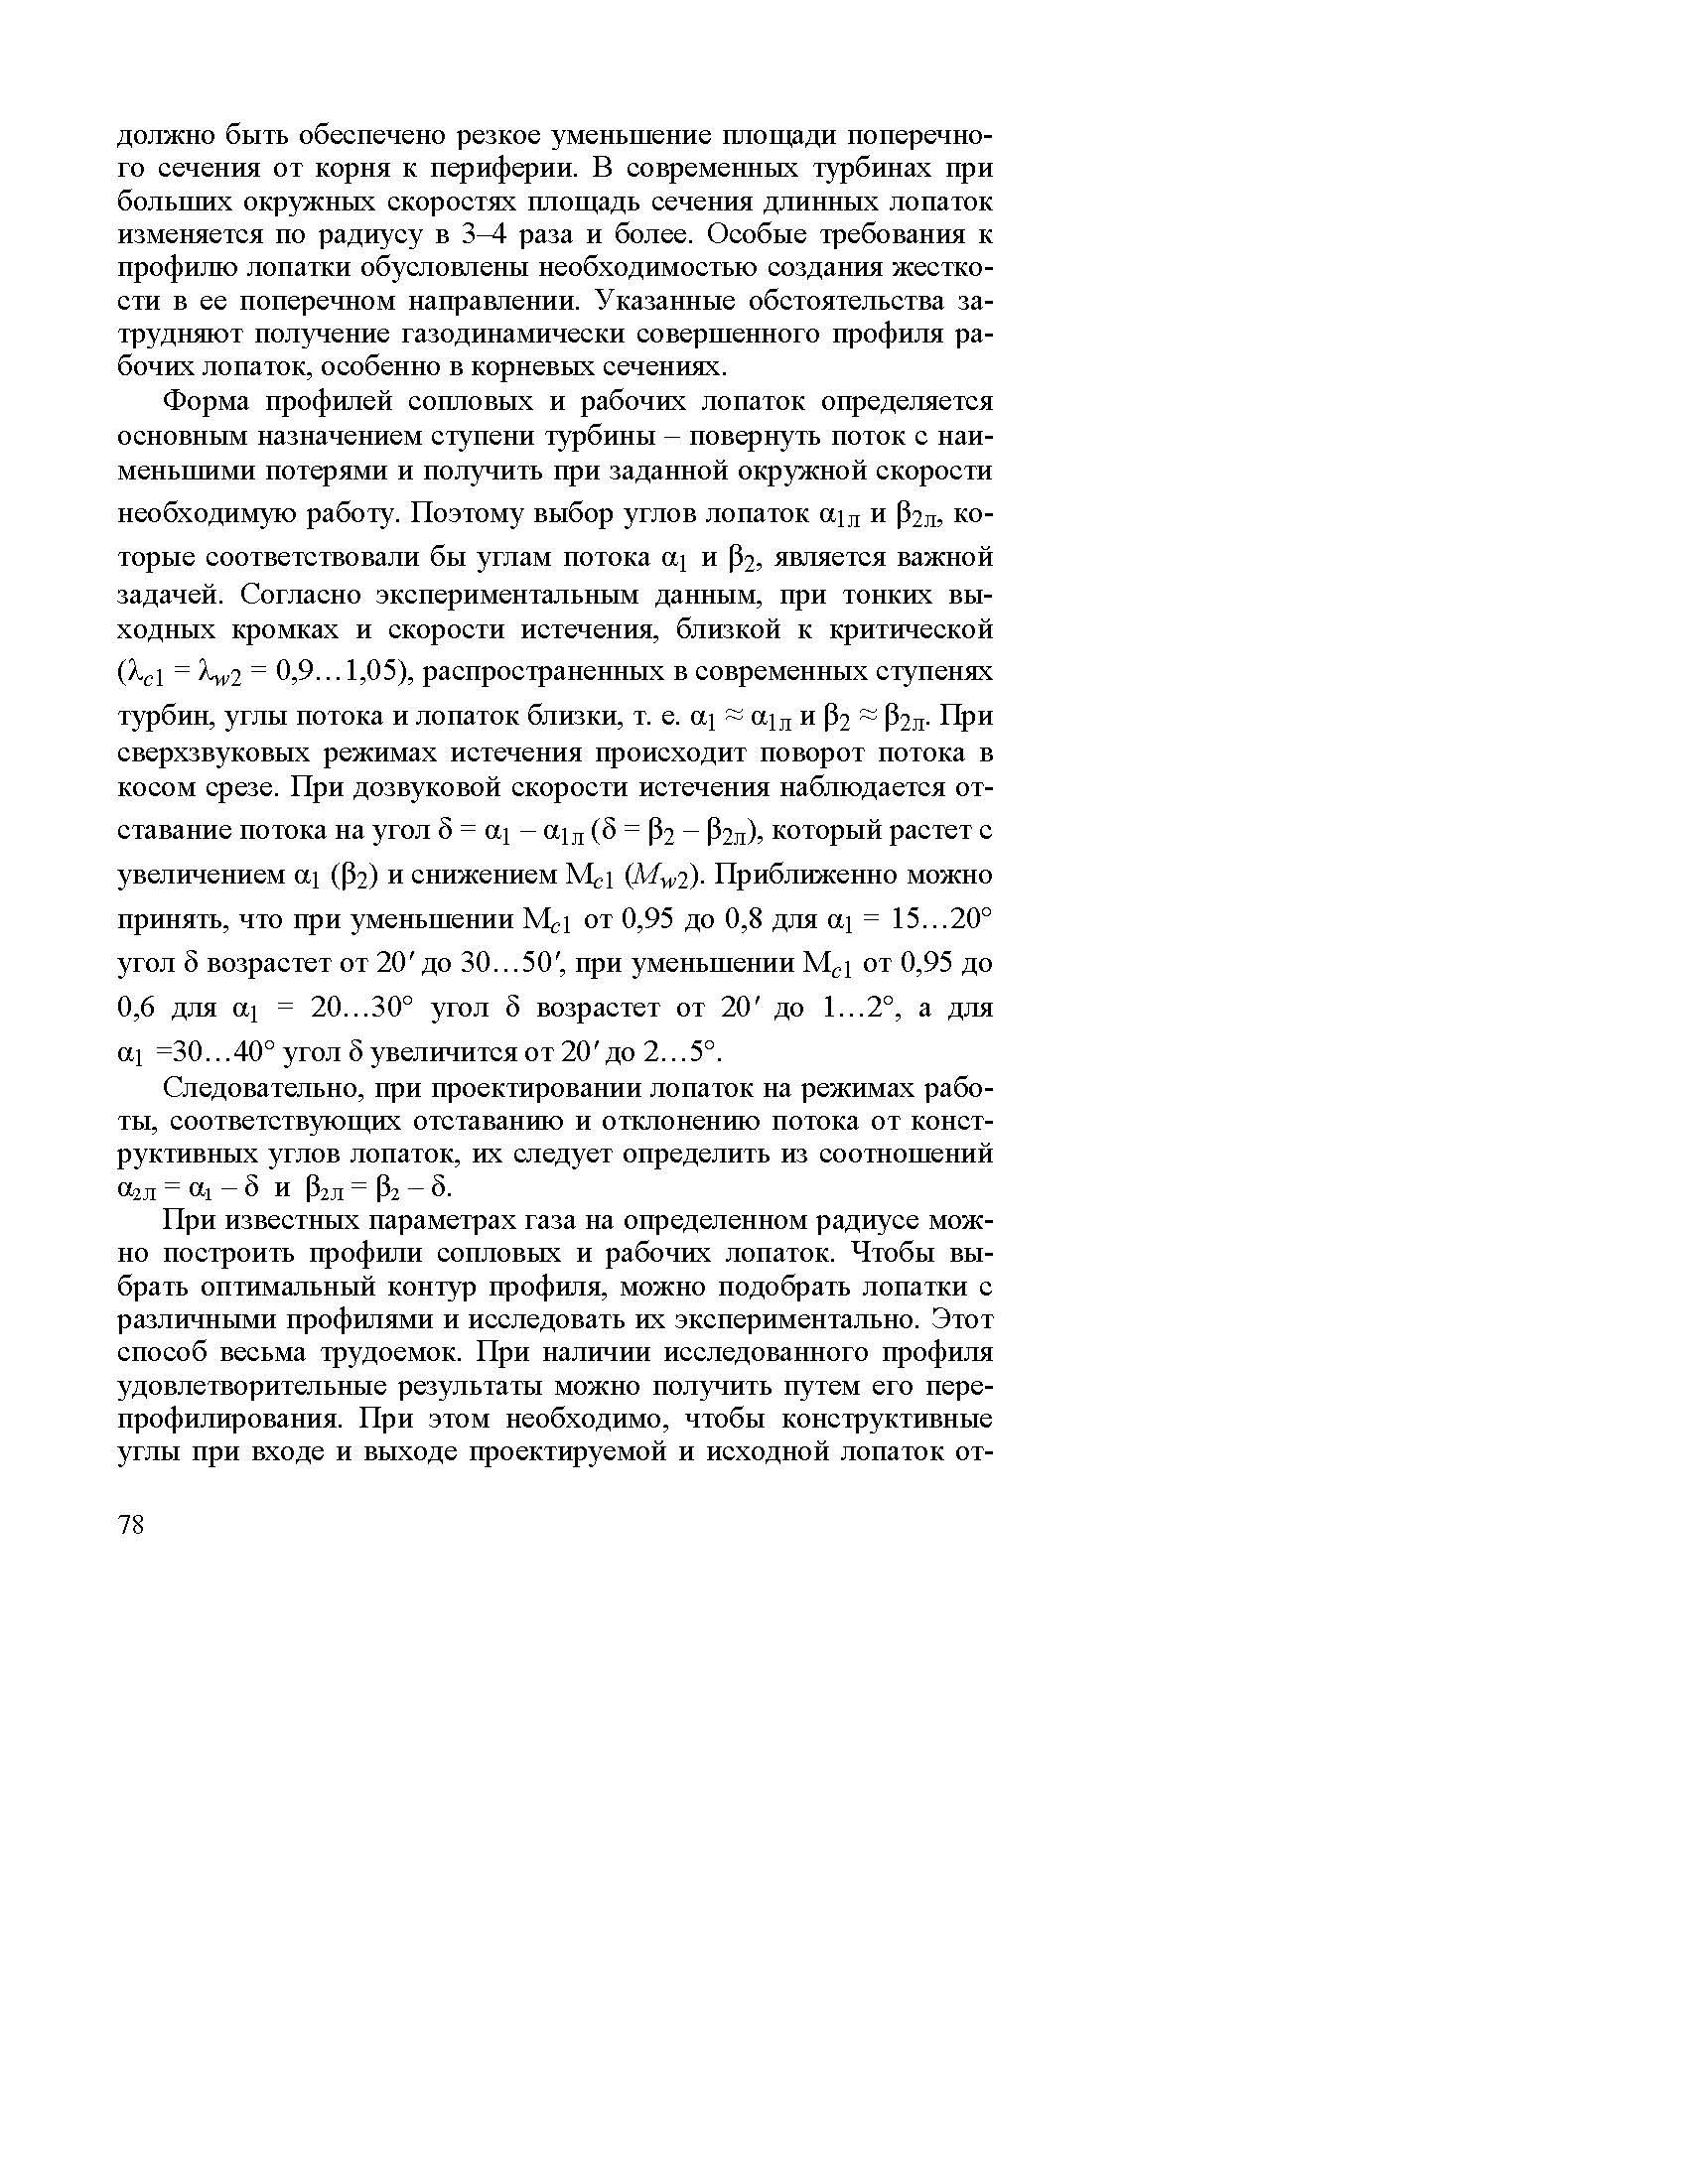 должно быть обеспечено резкое уменьшение площади поперечно-
го сечения от корня к периферии. В современных турбинах при
больших окружных скоростях площадь сечения длинных лопаток
изменяется по радиусу в 3–4 раза и более. Особые требования к
профилю лопатки обусловлены необходимостью создания жестко-
сти в ее поперечном направлении. Указанные обстоятельства за-
трудняют получение газодинамически совершенного профиля ра-
бочих лопаток, особенно в корневых сечениях.
Форма профилей сопловых и рабочих лопаток определяется
основным назначением ступени турбины – повернуть поток с наи-
меньшими потерями и получить при заданной окружной скорости
необходимую работу. Поэтому выбор углов лопаток α1л и β2л, ко-
торые соответствовали бы углам потока α1 и β2, является важной
задачей. Согласно экспериментальным данным, при тонких вы-
ходных кромках и скорости истечения, близкой к критической
(λc1 = λw2 = 0,9…1,05), распространенных в современных ступенях
турбин, углы потока и лопаток близки, т. е. α1 ≈ α1л и β2 ≈ β2л. При
сверхзвуковых режимах истечения происходит поворот потока в
косом срезе. При дозвуковой скорости истечения наблюдается от-
ставание потока на угол δ = α1 – α1л (δ = β2 – β2л), который растет с
увеличением α1 (β2) и снижением Mc1 (Mw2). Приближенно можно
принять, что при уменьшении Mc1 от 0,95 до 0,8 для α1 = 15…20°
угол δ возрастет от 20′ до 30…50′, при уменьшении Mc1 от 0,95 до
0,6 для α1 = 20…30° угол δ возрастет от 20′ до 1…2°, а для
α1 =30…40° угол δ увеличится от 20′ до 2…5°.
Следовательно, при проектировании лопаток на режимах рабо-
ты, соответствующих отставанию и отклонению потока от конст-
руктивных углов лопаток, их следует определить из соотношений
α2л = α1 – δ и β2л = β2 – δ.
При известных параметрах газа на определенном радиусе мож-
но построить профили сопловых и рабочих лопаток. Чтобы вы-
брать оптимальный контур профиля, можно подобрать лопатки с
различными профилями и исследовать их экспериментально. Этот
способ весьма трудоемок. При наличии исследованного профиля
удовлетворительные результаты можно получить путем его пере-
профилирования. При этом необходимо, чтобы конструктивные
углы при входе и выходе проектируемой и исходной лопаток от-
78